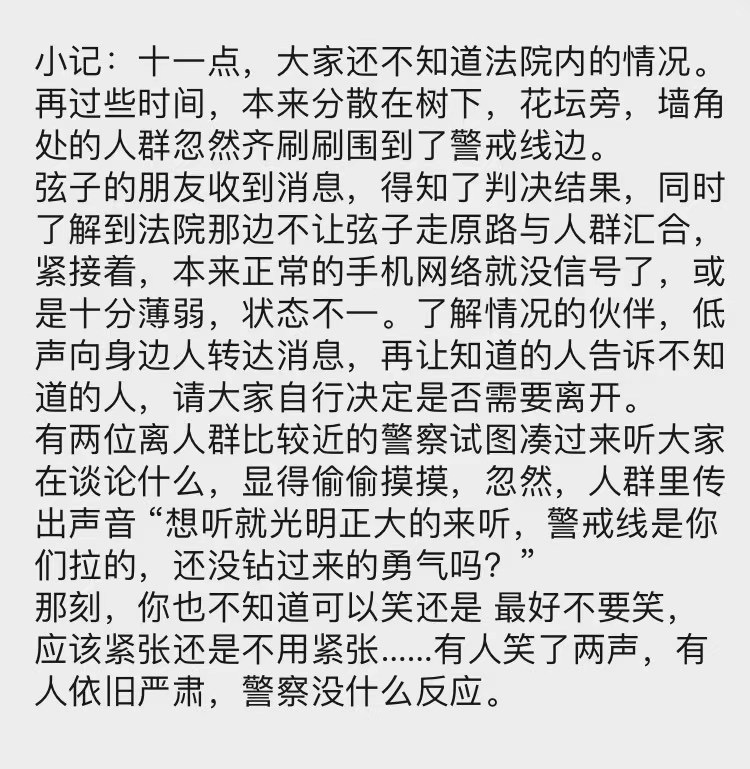 小记：十一点，大家还不知道法院内的情况。
再过些时间，本来分散在树下，花坛旁，墙角
处的人群忽然齐刷刷围到了警戒线边。
弦子的朋友收到消息，得知了判决结果，同时
了解到法院那边不让弦子走原路与人群汇合，
紧接着，本来正常的手机网络就没信号了，或
是十分薄弱，状态不一。了解情况的伙伴，低
声向身边人转达消息，再让知道的人告诉不知
道的人，请大家自行决定是否需要离开。
有两位离人群比较近的警察试图凑过来听大家
在谈论什么，显得偷偷摸摸，忽然，人群里传
出声音 “想听就光明正大的来听，警戒线是你
们拉的，还没钻过来的勇气吗？”
那刻，你也不知道可以笑还是 最好不要笑，
应该紧张还是不用紧张……有人笑了两声，有
人依旧严肃，警察没什么反应。